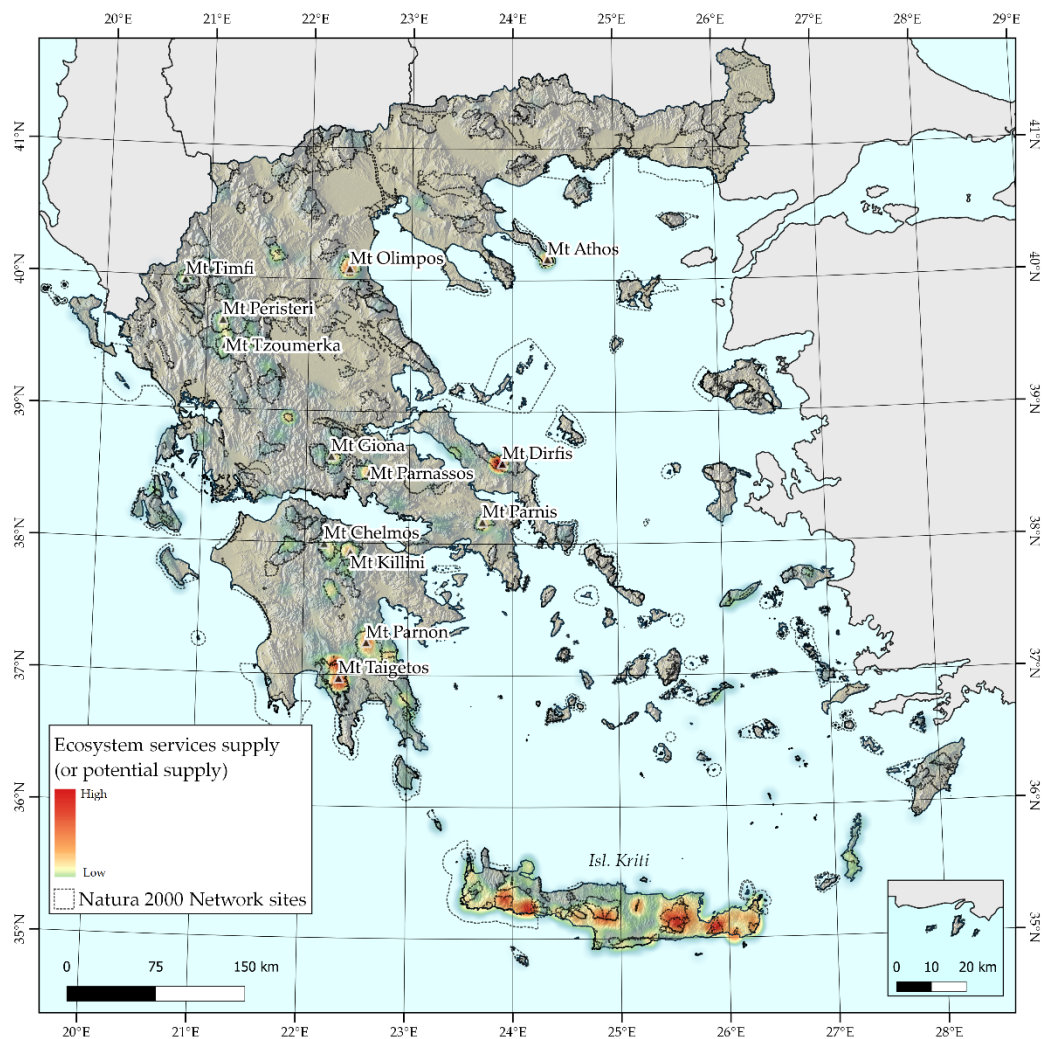 20°E 21°E 22°E 23°E 24°E 25°E 26°E 27°E 28°E 29°E
41°N 41°N
Mt Athos
Mt Olimpos
40°N Mt Timfi 40°N
Mt Peristeri
Mt Tzoumerka
39°N 39°N
Mt Giona
Mt Dirfis
Mt Parnassos
Mt Parnis
38°N Mt Chelmos 38°N
Mt Killini
Mt Parnon
37°N Mt Taigetos 37°N
Ecosystem services supply
(or potential supply)
High
Low
Natura 2000 Network sites
36°N 36°N
Isl. Kriti
35°N 35°N
0 75 150 km
0 10 20 km
20°E 21°E 22°E 23°E 24°E 25°E 26°E 27°E 28°E